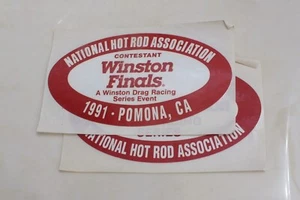 NATIONAL HOT ROD ASSOCIATION
CONTESTANT
Winston
Finals®
A Winston Drag Racing
Series Event
1991 · POMONA, CA
SERIES
NATIONAL HOT ROD ASSOCIATION